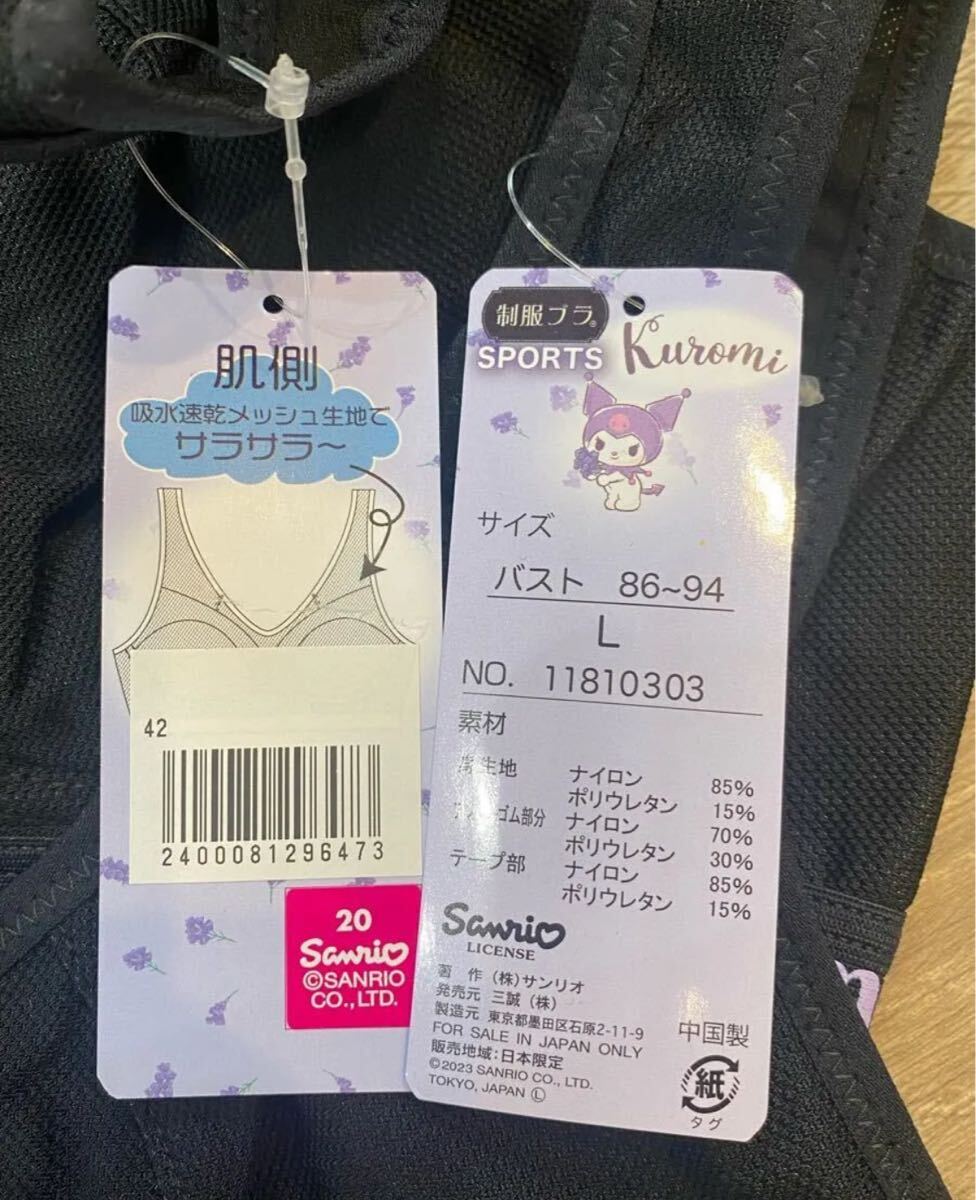 肌側
吸水速乾メッシュ生地で
サラサラ〜
42
2400081296473
20
Sanrio
©SANRIO
CO.,LTD.
制服ブラ®
SPORTS
Kuromi
サイズ
バスト 86~94
L
NO. 11810303
素材
生地 ナイロン 85%
ポリウレタン 15%
ゴム部分 ナイロン 70%
ポリウレタン 30%
テープ部 ナイロン 85%
ポリウレタン 15%
Sanrio
LICENSE
著 作 (株)サンリオ
発売元 三誠(株)
製造元 東京都墨田区石原2-11-9
FOR SALE IN JAPAN ONLY
販売地域:日本限定
©2023 SANRIO CO., LTD.
TOKYO, JAPAN Ⓛ
中国製
紙
タグ